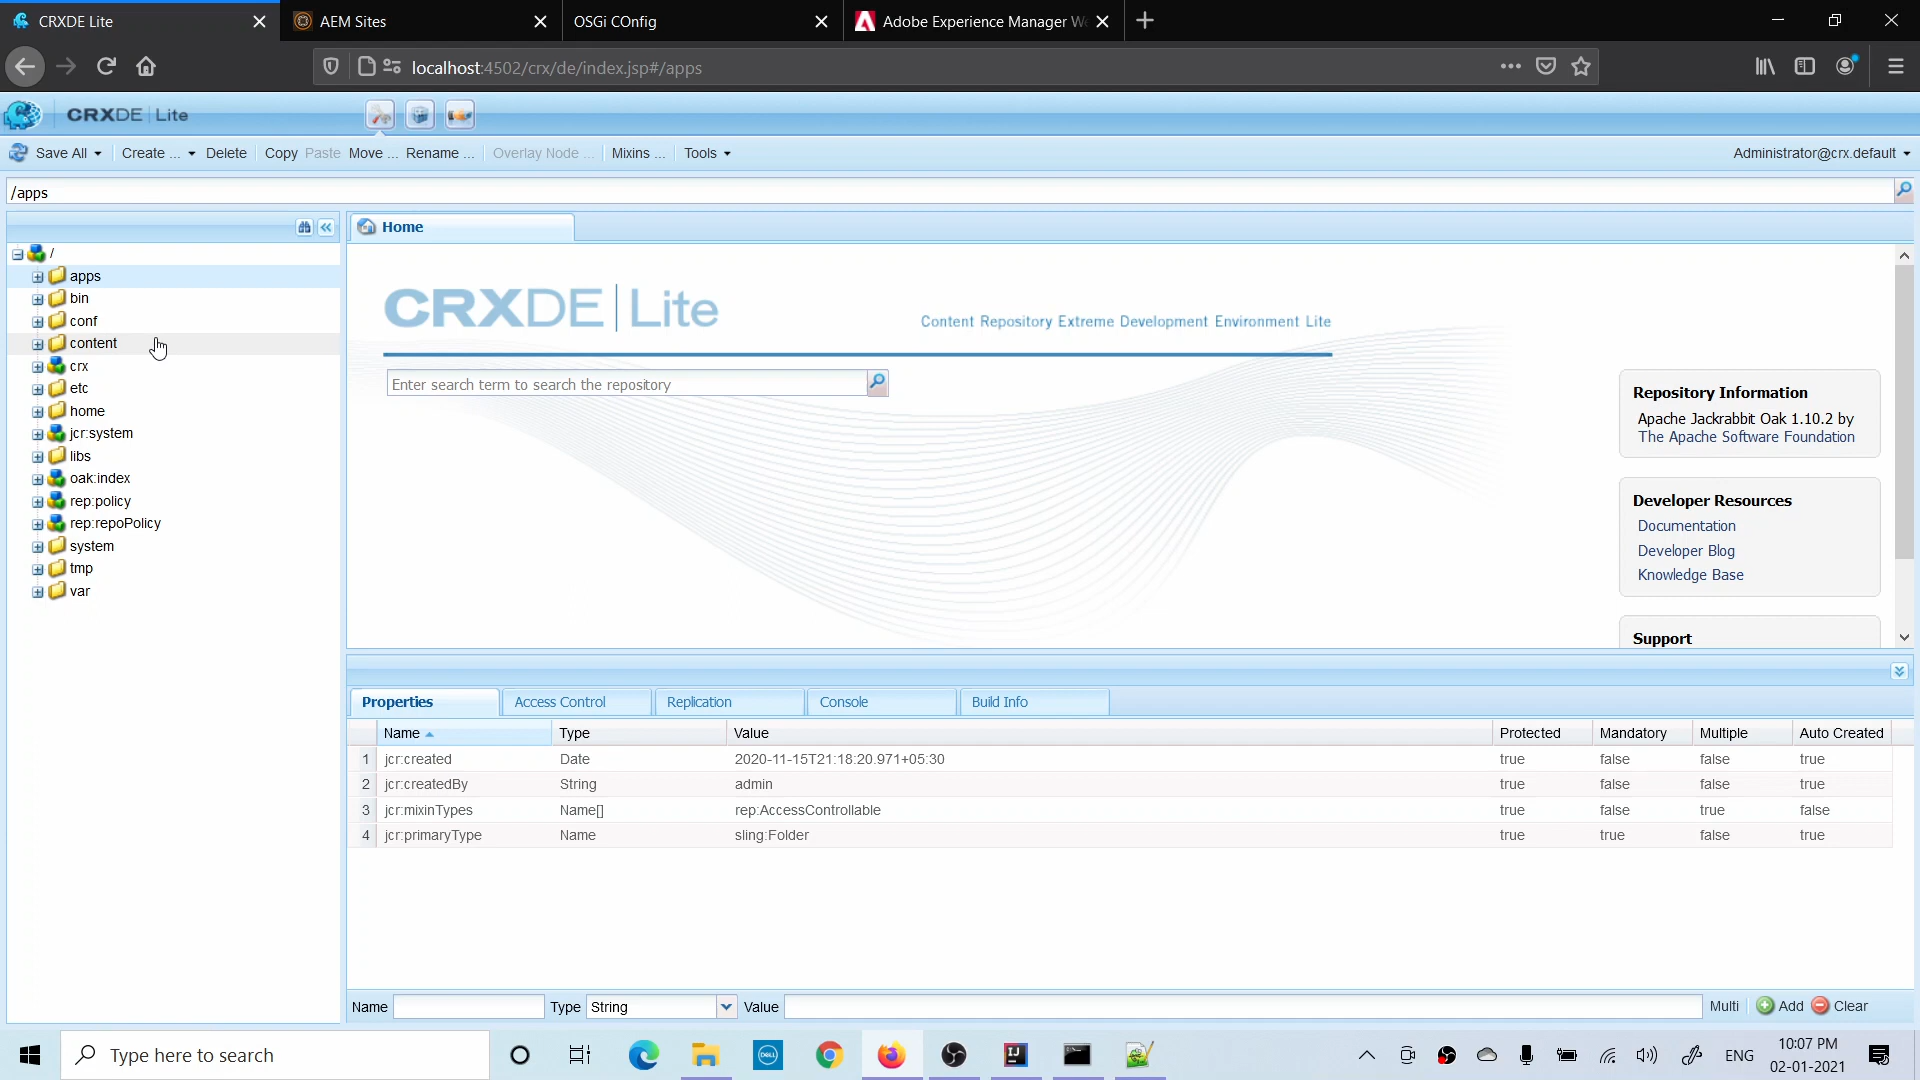 CRXDE Lite
AEM Sites
OSGi COnfig
Adobe Experience Manager W
localhost:4502/crx/de/index.jsp#/apps
CRXDE | Lite
Save All
Create ...
Delete
Copy
Paste
Move ...
Rename ...
Overlay Node ...
Mixins ...
Tools
Administrator@crx.default
/apps
/
apps
bin
conf
content
crx
etc
home
jcr:system
libs
oak:index
rep:policy
rep:repoPolicy
system
tmp
var
Home
CRXDE | Lite
Content Repository Extreme Development Environment Lite
Enter search term to search the repository
Repository Information
Apache Jackrabbit Oak 1.10.2 by
The Apache Software Foundation
Developer Resources
Documentation
Developer Blog
Knowledge Base
Support
Properties
Access Control
Replication
Console
Build Info
Name Type Value Protected Mandatory Multiple Auto Created
1 jcr:created Date 2020-11-15T21:18:20.971+05:30 true false false true
2 jcr:createdBy String admin true false false true
3 jcr:mixinTypes Name[] rep:AccessControllable true false true false
4 jcr:primaryType Name sling:Folder true true false true
Name Type String Value Multi Add Clear
Type here to search
DELL
IJ
ENG
10:07 PM
02-01-2021